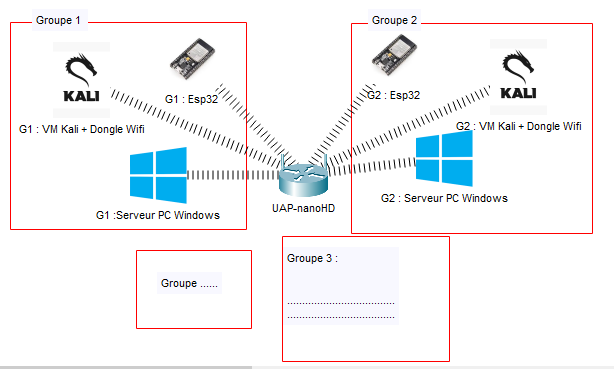 Groupe 1
Groupe 2
KALI
KALI
G1 : Esp32
G2 : Esp32
G1 : VM Kali + Dongle Wifi
G2 : VM Kali + Dongle Wifi
G1 :Serveur PC Windows
UAP-nanoHD
G2 : Serveur PC Windows
Groupe ......
Groupe 3 :
....................................
....................................